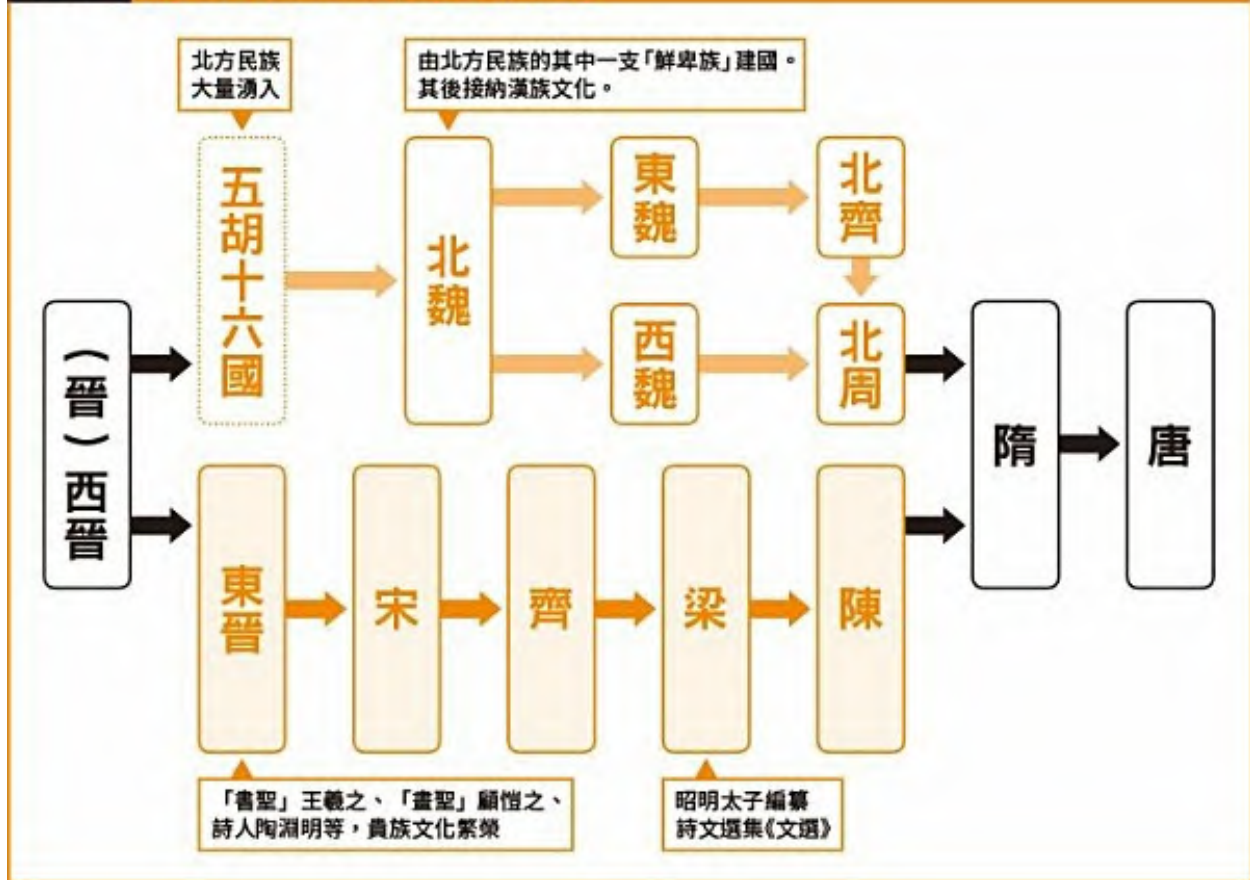 北方民族
大量湧入
由北方民族的其中一支「鮮卑族」建國。
其後接納漢族文化。
(晉)西晉
五胡十六國
北魏
東魏
北齊
西魏
北周
東晉
宋
齊
梁
陳
隋
唐
「書聖」王羲之、「畫聖」顧愷之、
詩人陶淵明等，貴族文化繁榮
昭明太子編纂
詩文選集《文選》